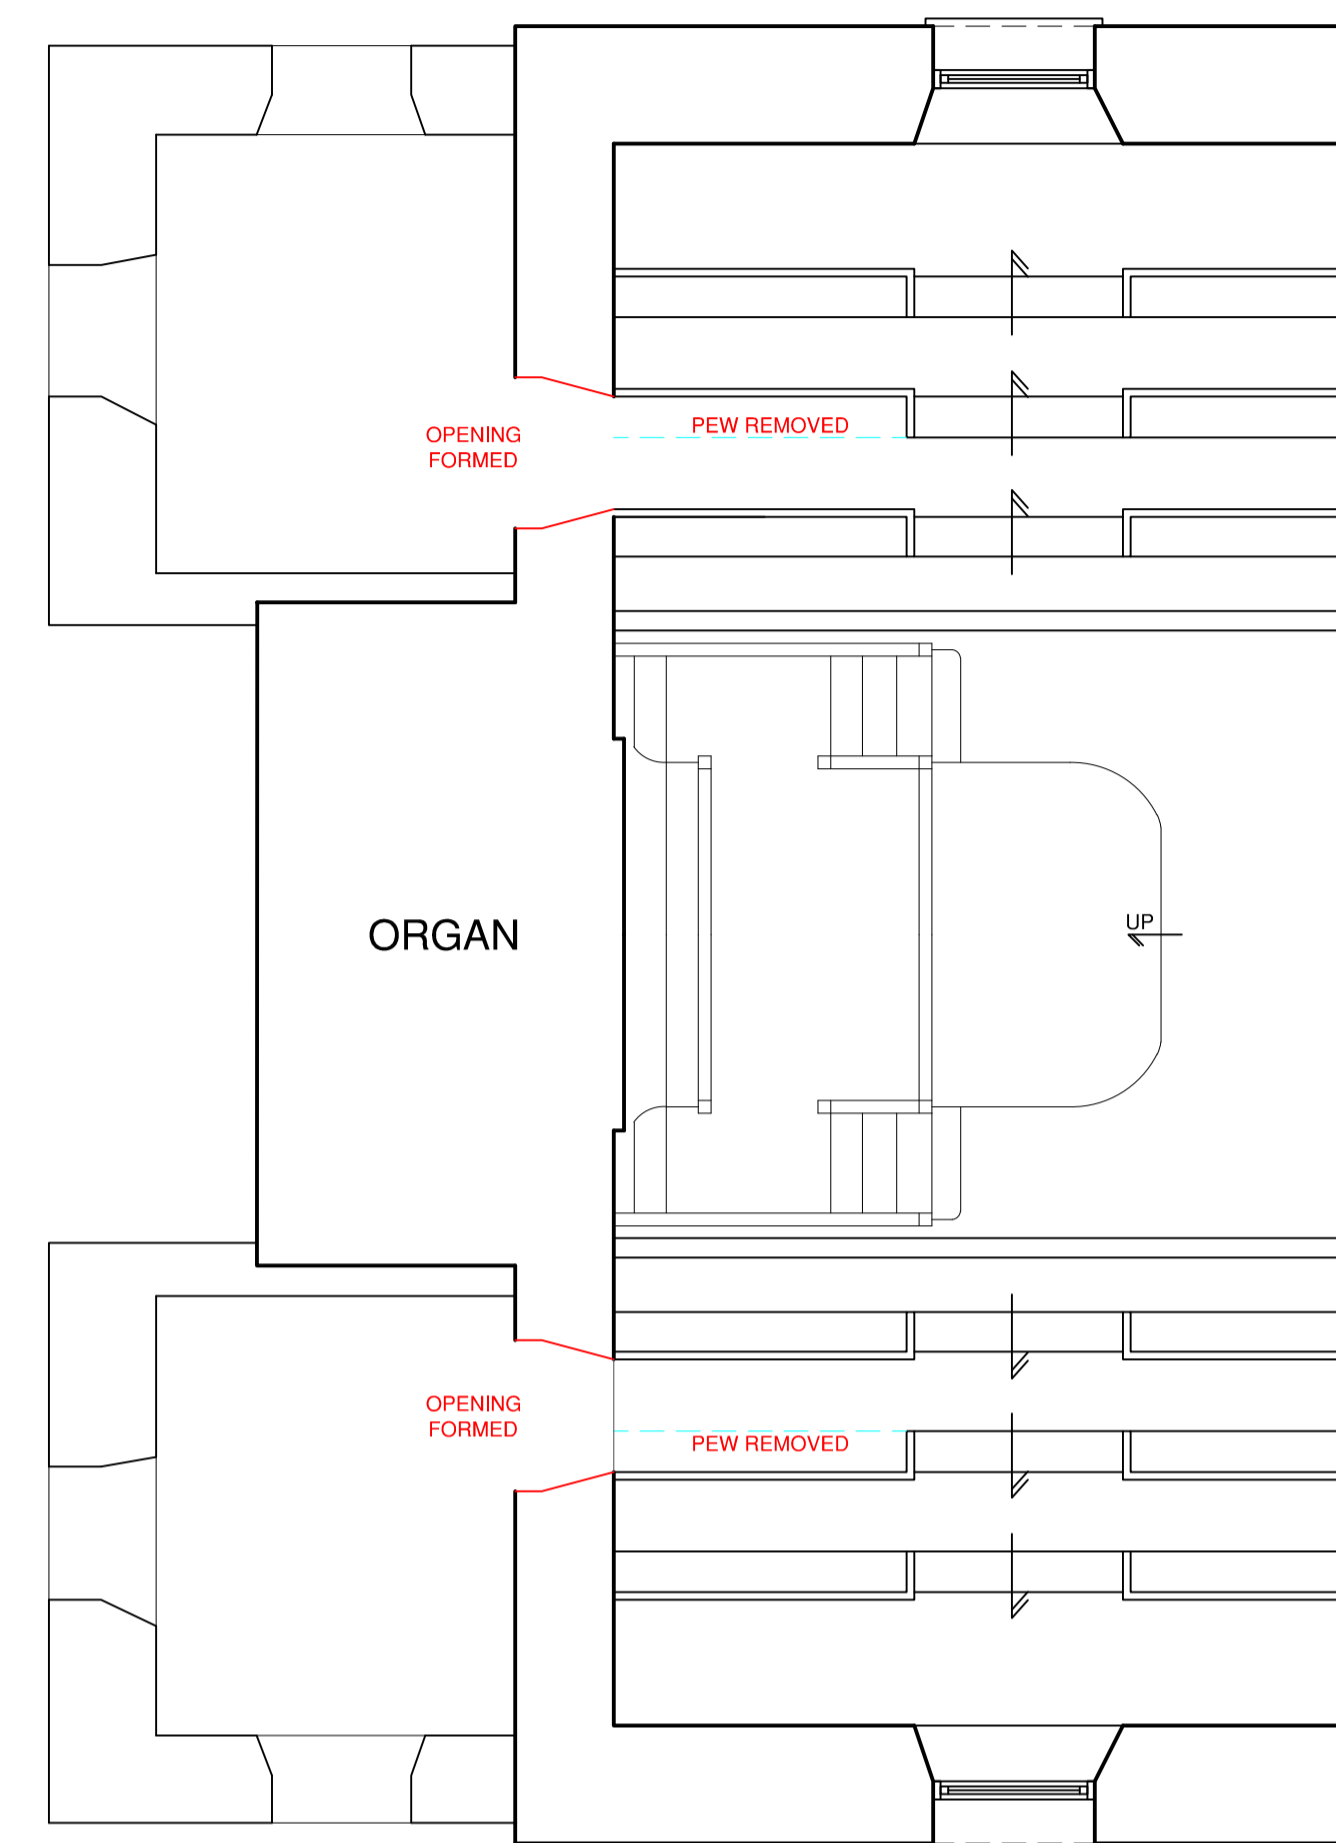 OPENING
FORMED
PEW REMOVED
ORGAN
UP
OPENING
FORMED
PEW REMOVED